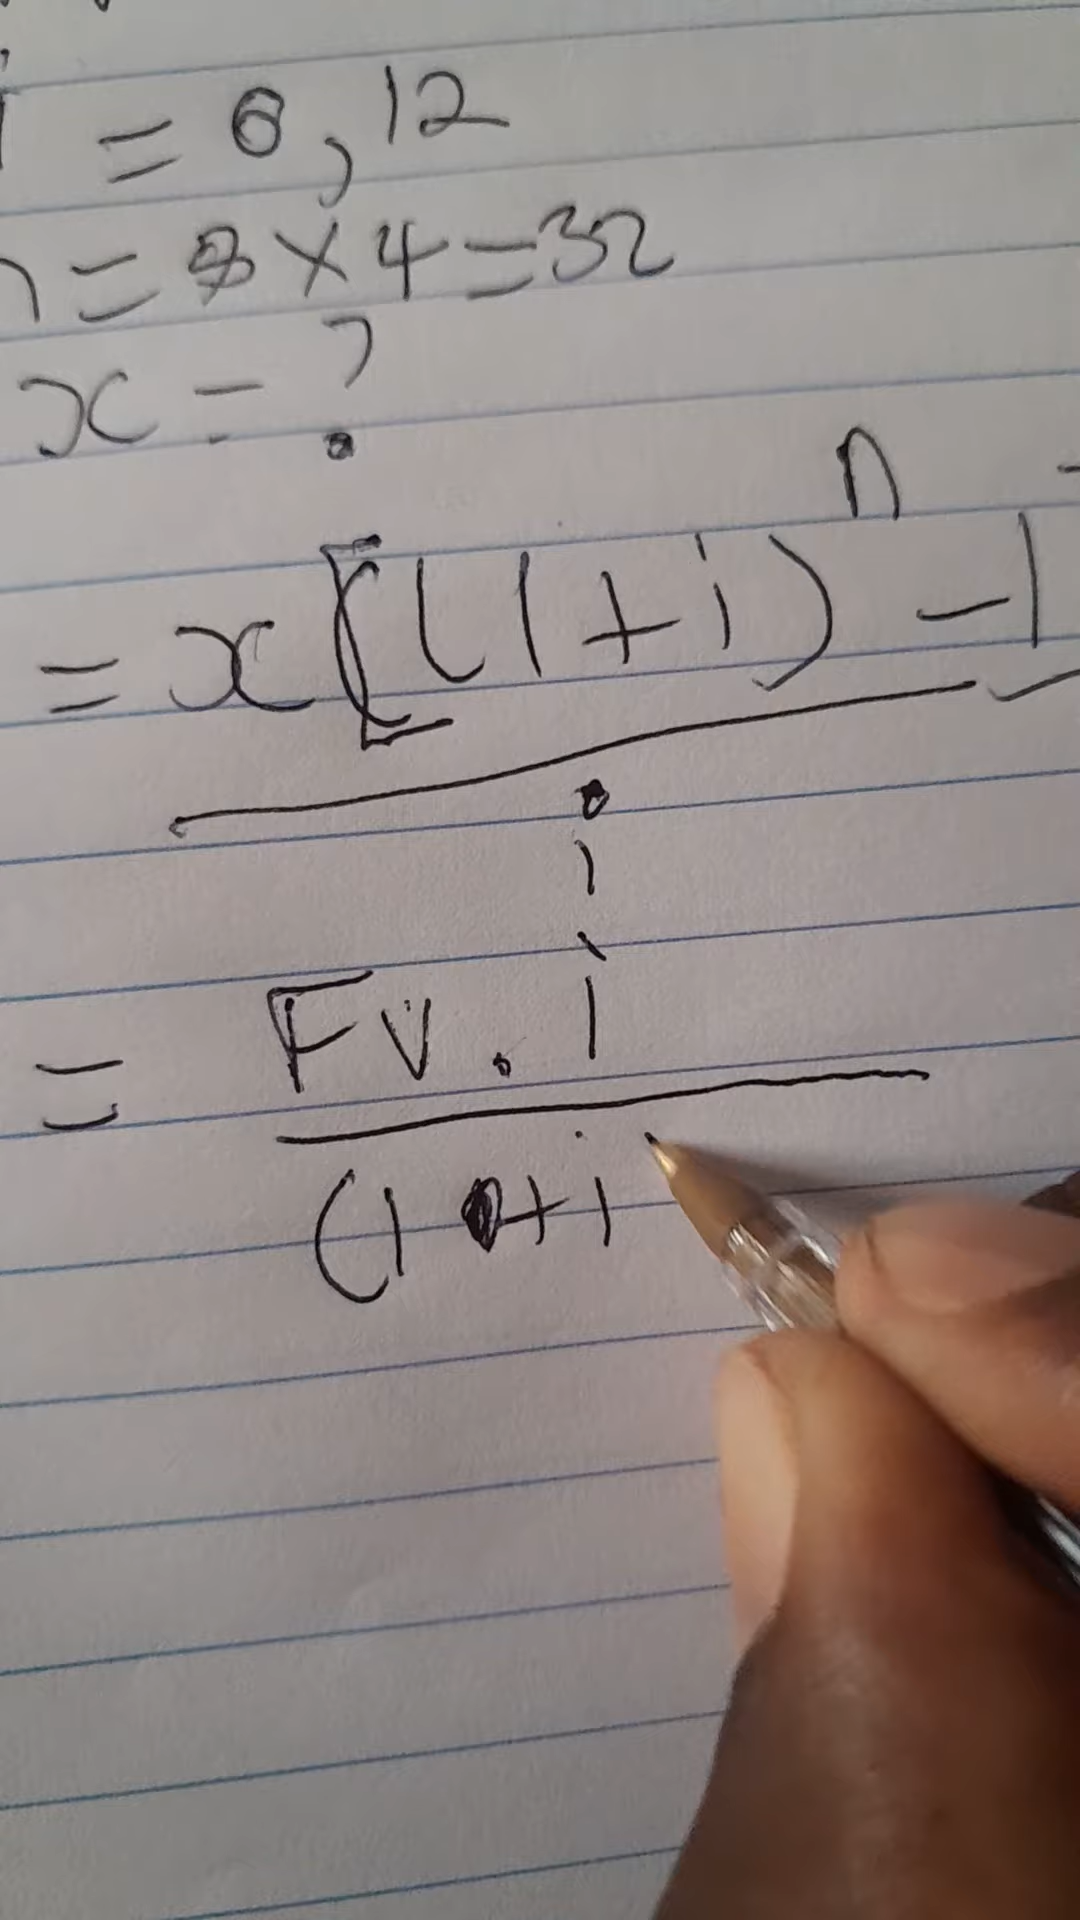 = 0,12
n = 8 × 4 = 32
x = ?
= x[(1+i)^n - 1
i
= Fv . i
(1 + i